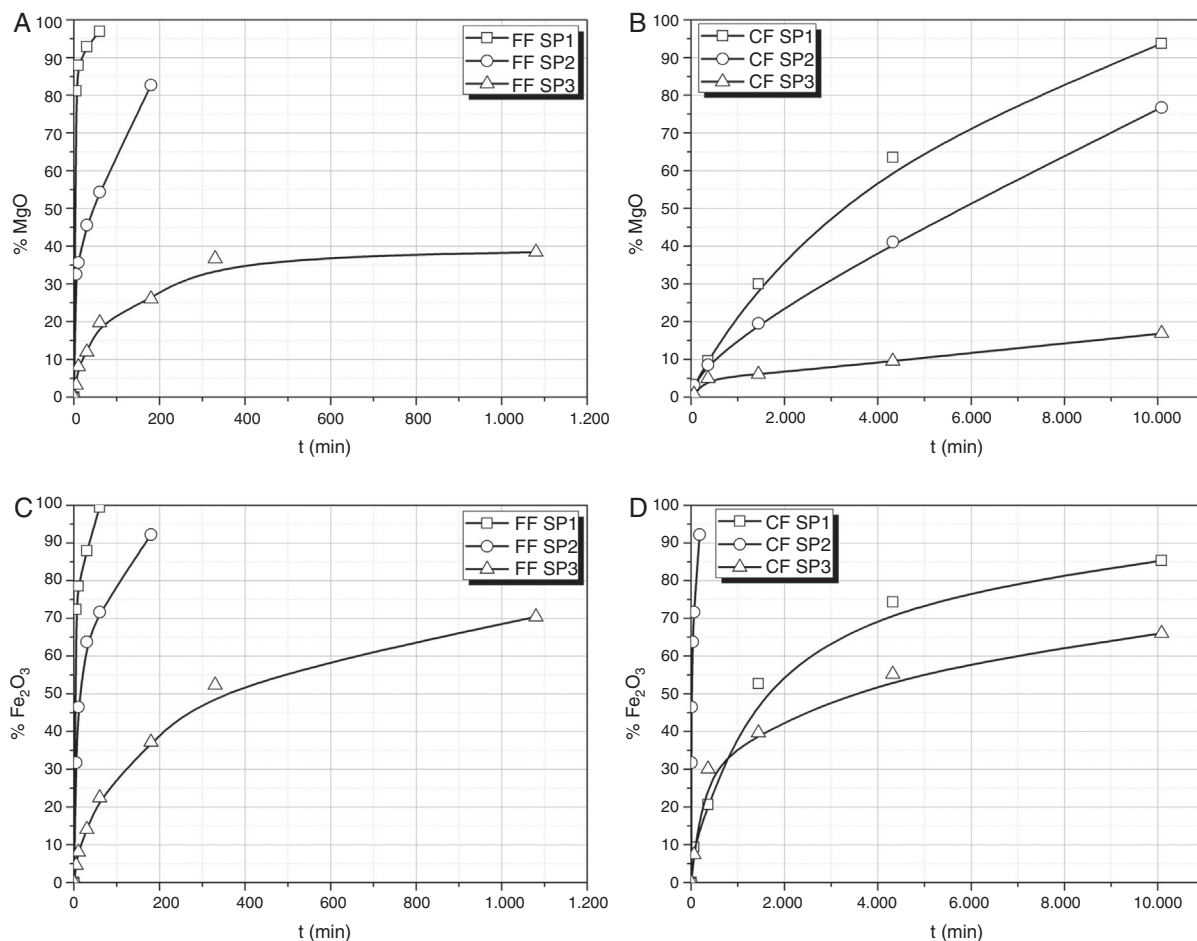 A
100
90
80
70
60
50
40
30
20
10
0
% MgO
0
200
400
600
800
1.000
1.200
t (min)
FF SP1
FF SP2
FF SP3
B
100
90
80
70
60
50
40
30
20
10
0
% MgO
0
2.000
4.000
6.000
8.000
10.000
t (min)
CF SP1
CF SP2
CF SP3
C
100
90
80
70
60
50
40
30
20
10
0
% Fe₂O₃
0
200
400
600
800
1.000
1.200
t (min)
FF SP1
FF SP2
FF SP3
D
100
90
80
70
60
50
40
30
20
10
0
% Fe₂O₃
0
2.000
4.000
6.000
8.000
10.000
t (min)
CF SP1
CF SP2
CF SP3